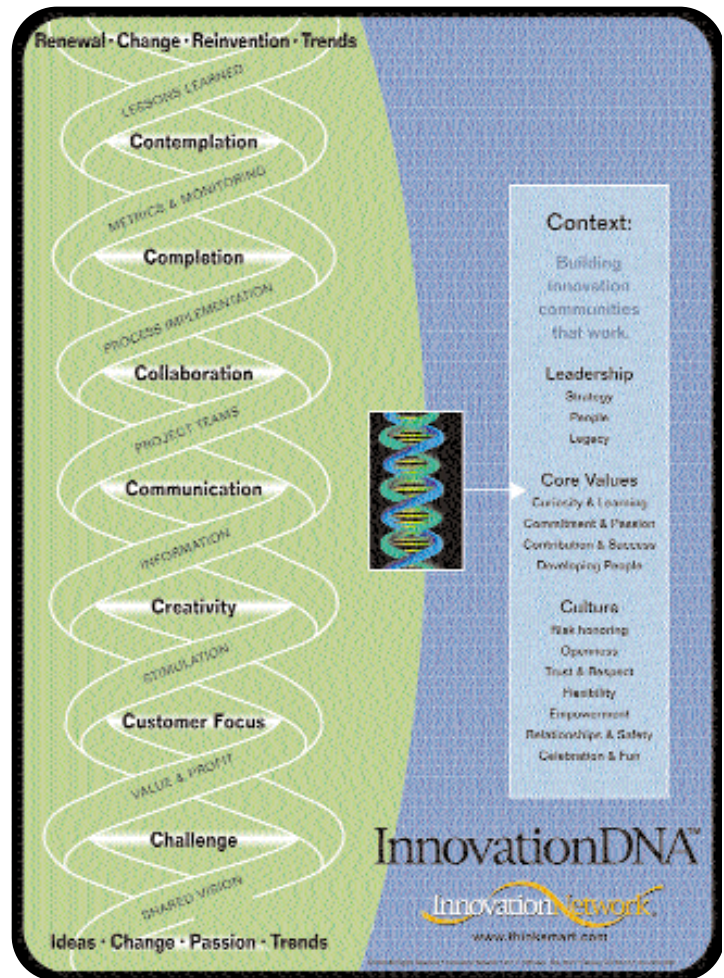 Renewal · Change · Reinvention · Trends
LESSONS LEARNED
Contemplation
METRICS & MONITORING
Completion
PROCESS IMPLEMENTATION
Collaboration
PROJECT TEAMS
Communication
INFORMATION
Creativity
STIMULATION
Customer Focus
VALUE & PROFIT
Challenge
SHARED VISION
Ideas · Change · Passion · Trends
Context:
Building
innovation
communities
that work.
Leadership
Strategy
People
Legacy
Core Values
Curiosity & Learning
Commitment & Passion
Contribution & Success
Developing People
Culture
Risk honoring
Openness
Trust & Respect
Flexibility
Empowerment
Relationships & Safety
Celebration & Fun
InnovationDNA™
InnovationNetwork®
www.thinksmart.com